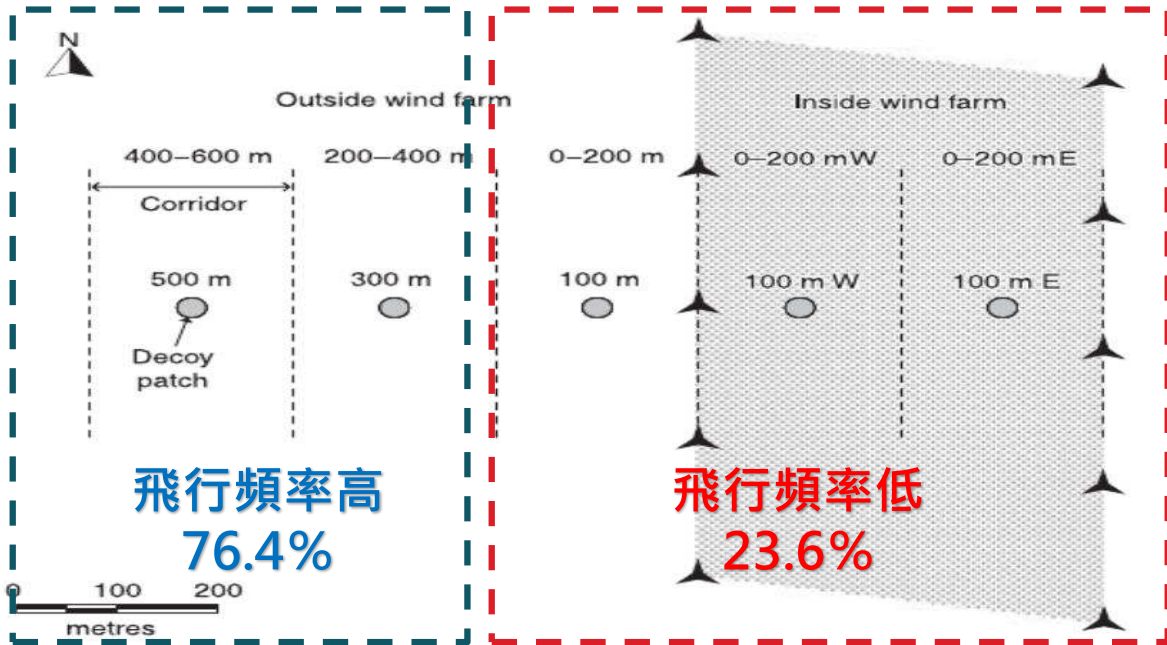 N
Outside wind farm
Inside wind farm
400–600 m
200–400 m
0–200 m
0–200 mW
0–200 mE
Corridor
500 m
300 m
100 m
100 m W
100 m E
Decoy
patch
飛行頻率高
76.4%
飛行頻率低
23.6%
0 100 200
metres